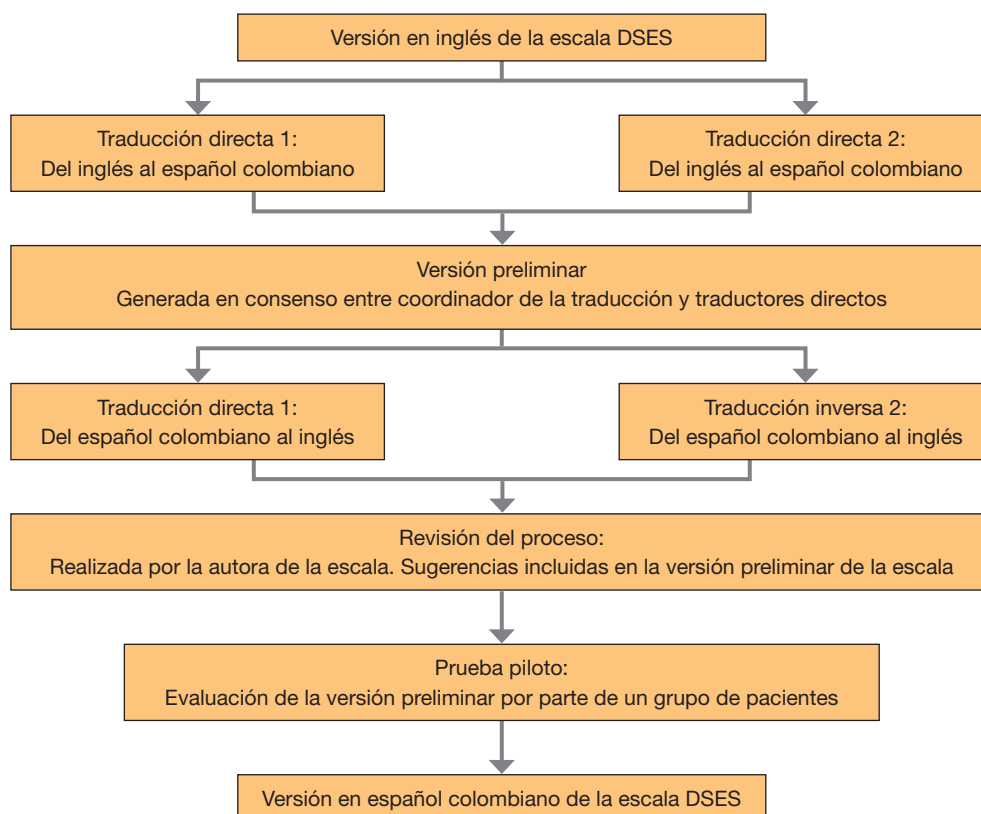 Versión en inglés de la escala DSES
Traducción directa 1:
Del inglés al español colombiano
Traducción directa 2:
Del inglés al español colombiano
Versión preliminar
Generada en consenso entre coordinador de la traducción y traductores directos
Traducción directa 1:
Del español colombiano al inglés
Traducción inversa 2:
Del español colombiano al inglés
Revisión del proceso:
Realizada por la autora de la escala. Sugerencias incluidas en la versión preliminar de la escala
Prueba piloto:
Evaluación de la versión preliminar por parte de un grupo de pacientes
Versión en español colombiano de la escala DSES